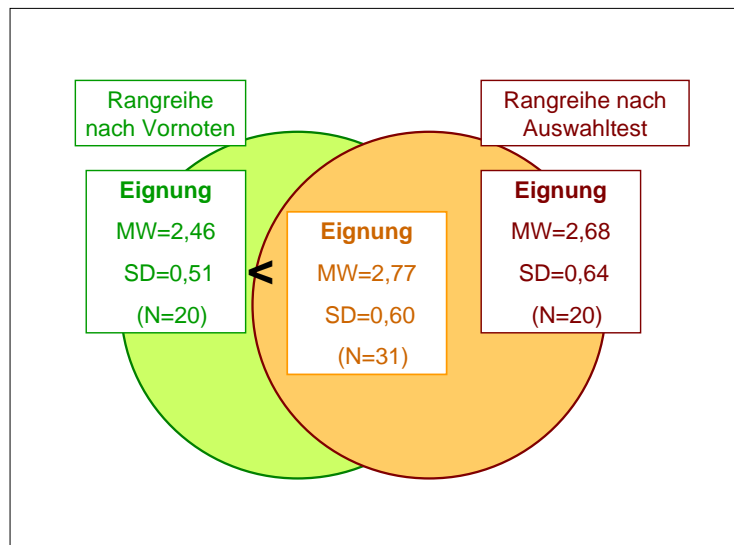 Rangreihe
nach Vornoten
Rangreihe nach
Auswahltest
Eignung
MW=2,46
SD=0,51
(N=20)
<
Eignung
MW=2,77
SD=0,60
(N=31)
Eignung
MW=2,68
SD=0,64
(N=20)